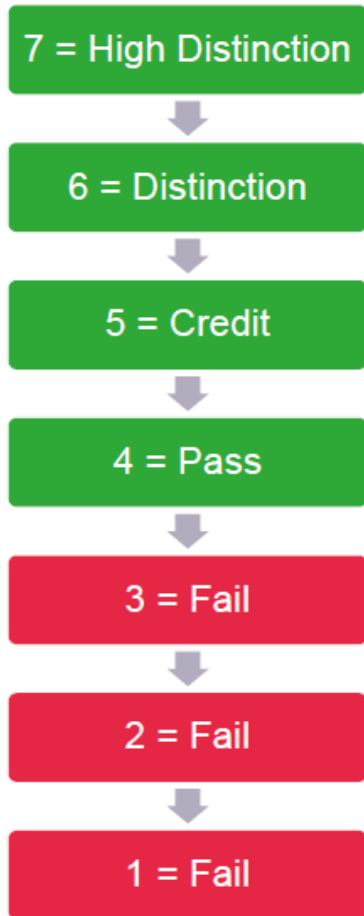 7 = High Distinction
6 = Distinction
5 = Credit
4 = Pass
3 = Fail
2 = Fail
1 = Fail